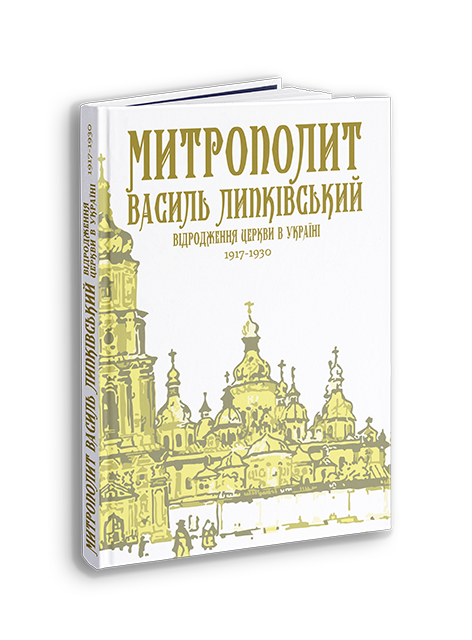 МИТРОПОЛИТ
ВАСИЛЬ ЛИПКІВСЬКИЙ
ВІДРОДЖЕННЯ ЦЕРКВИ В УКРАЇНІ
1917-1930
МИТРОПОЛИТ ВАСИЛЬ ЛИПКІВСЬКИЙ
ВІДРОДЖЕННЯ
ЦЕРКВИ В УКРАЇНІ
1917-1930